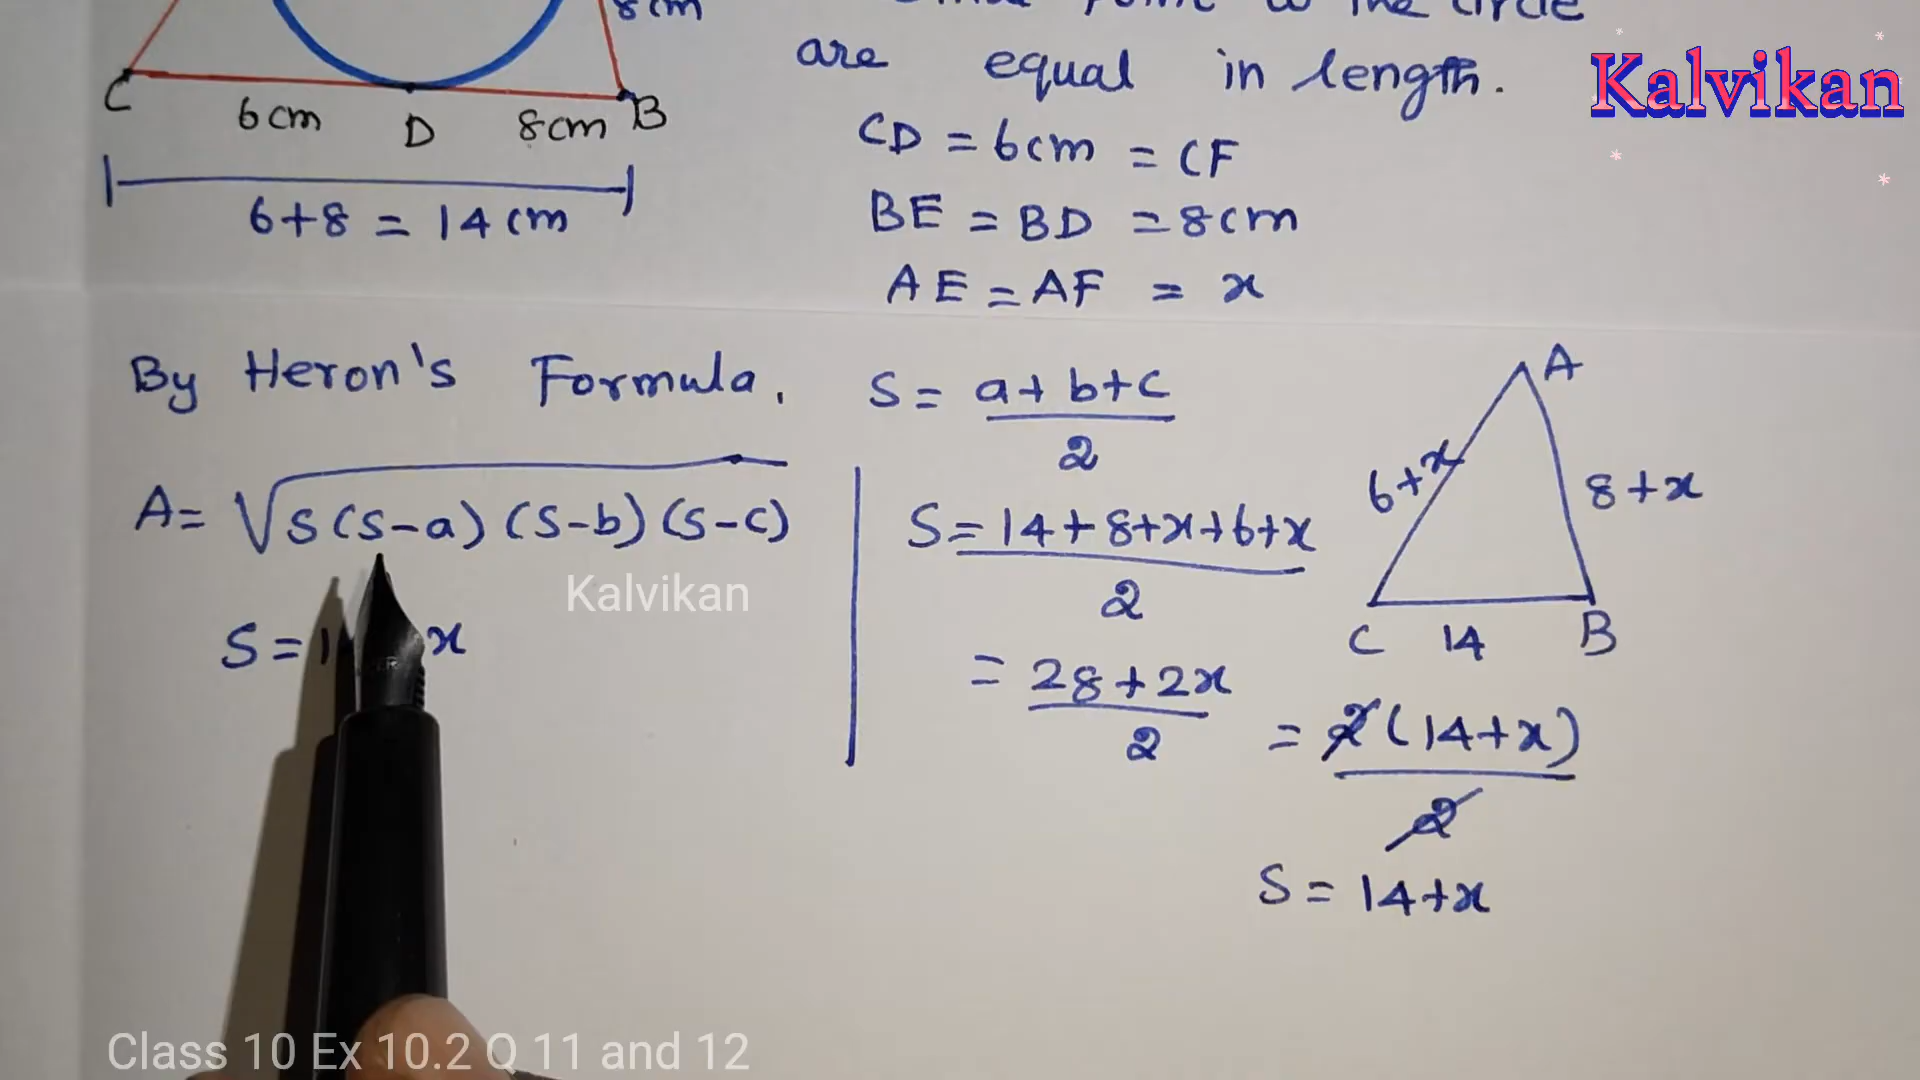 8cm
are equal in length.
Kalvikan
C 6cm D 8cm B
CD = 6cm = CF
6+8 = 14cm
BE = BD = 8cm
AE = AF = x
By Heron's Formula,
S = a+b+c
2
A
A = √S(S-a)(S-b)(S-c)
S = 14+8+x+6+x
2
6+x
8+x
Kalvikan
C 14 B
x
= 28+2x
2
= 2(14+x)
2
S = 14+x
Class 10 Ex 10.2 Q 11 and 12